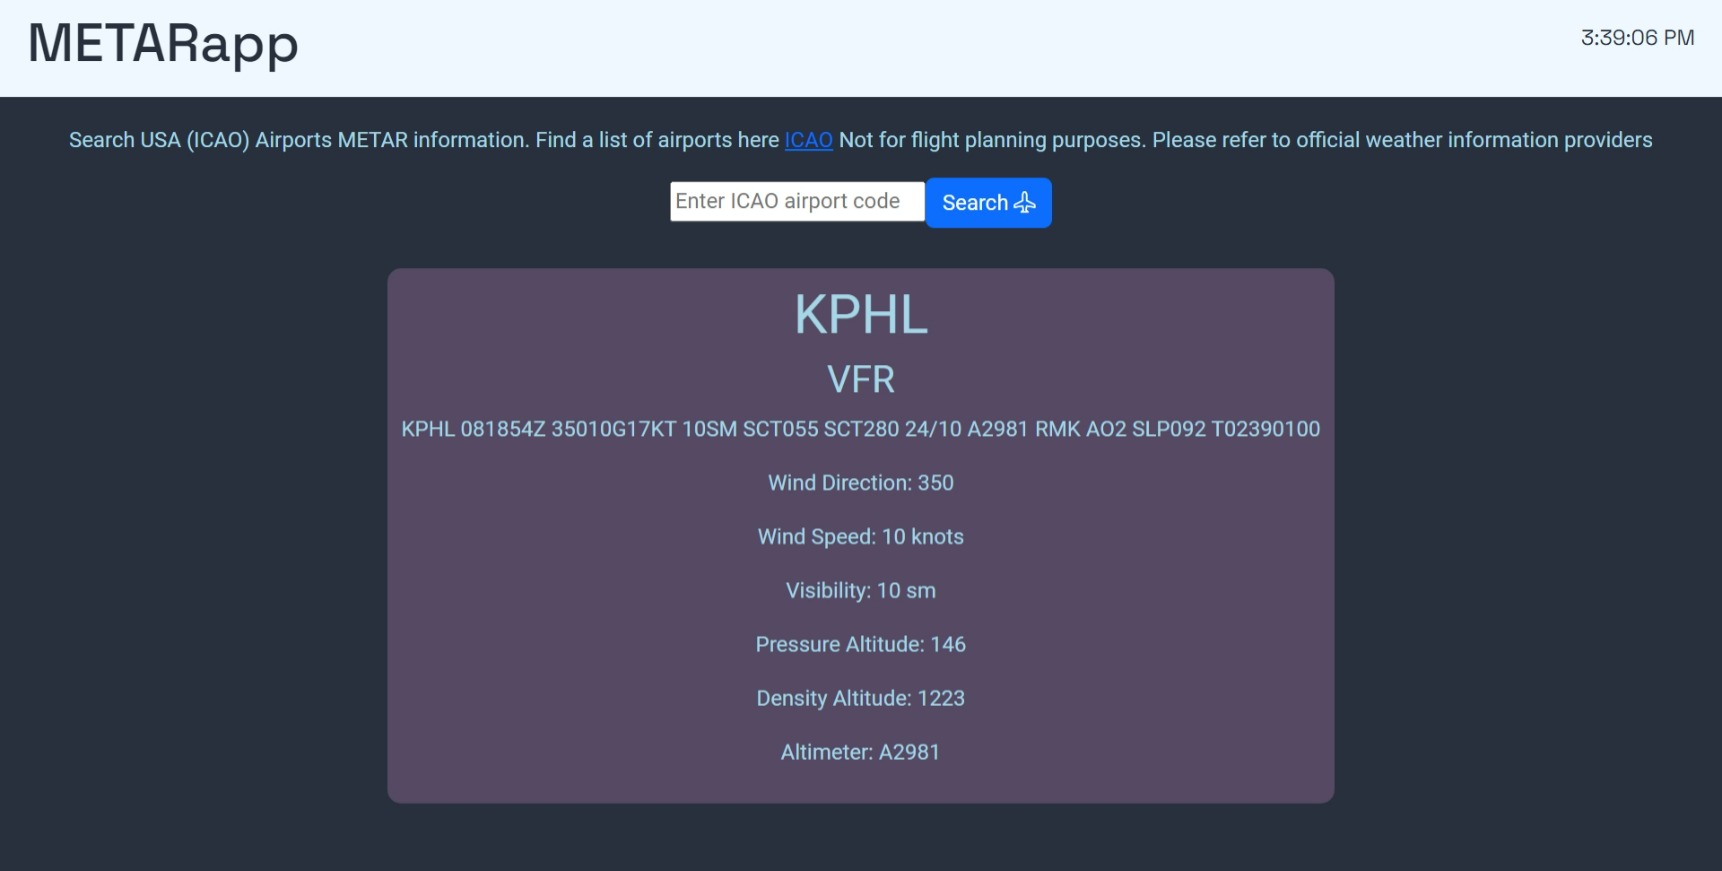 METARapp
3:39:06 PM
Search USA (ICAO) Airports METAR information. Find a list of airports here ICAO Not for flight planning purposes. Please refer to official weather information providers
Enter ICAO airport code
Search
KPHL
VFR
KPHL 081854Z 35010G17KT 10SM SCT055 SCT280 24/10 A2981 RMK AO2 SLP092 T02390100
Wind Direction: 350
Wind Speed: 10 knots
Visibility: 10 sm
Pressure Altitude: 146
Density Altitude: 1223
Altimeter: A2981